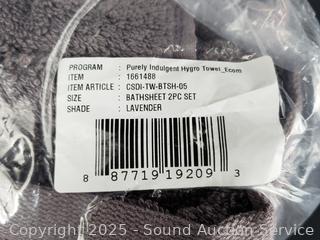 PROGRAM : Purely Indulgent Hygro Towel_Ecom
ITEM : 1661488
ITEM ARTICLE : CSDI-TW-BTSH-05
SIZE : BATHSHEET 2PC SET
SHADE : LAVENDER
8 87719 19209 3
Copyright © 2025 - Sound Auction Service